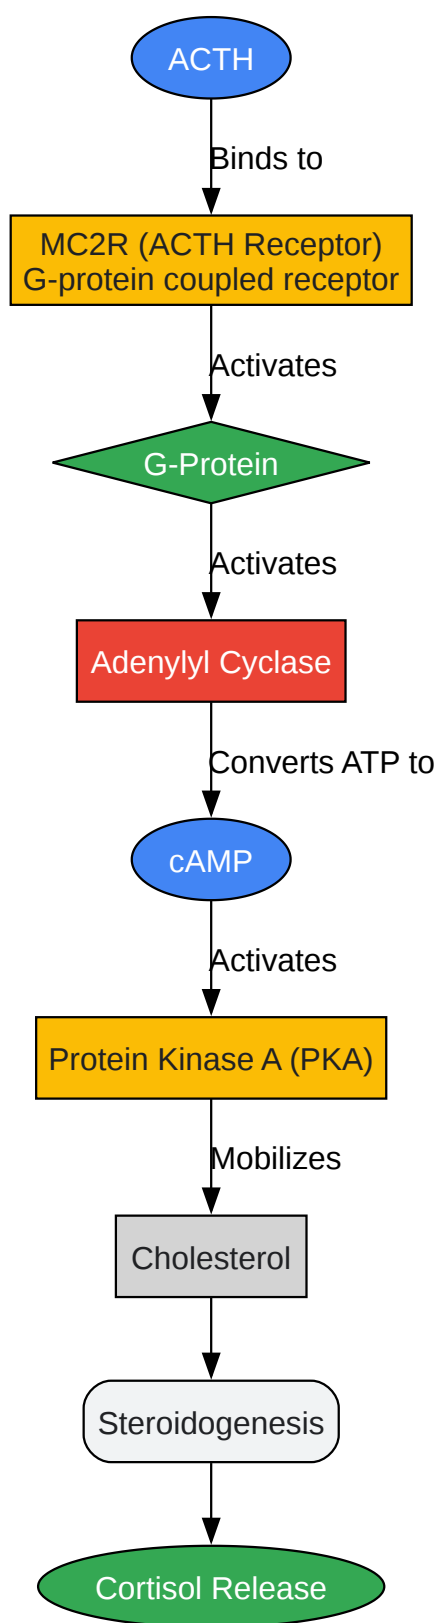 ACTH
Binds to
MC2R (ACTH Receptor)
G-protein coupled receptor
Activates
G-Protein
Activates
Adenylyl Cyclase
Converts ATP to
cAMP
Activates
Protein Kinase A (PKA)
Mobilizes
Cholesterol
Steroidogenesis
Cortisol Release